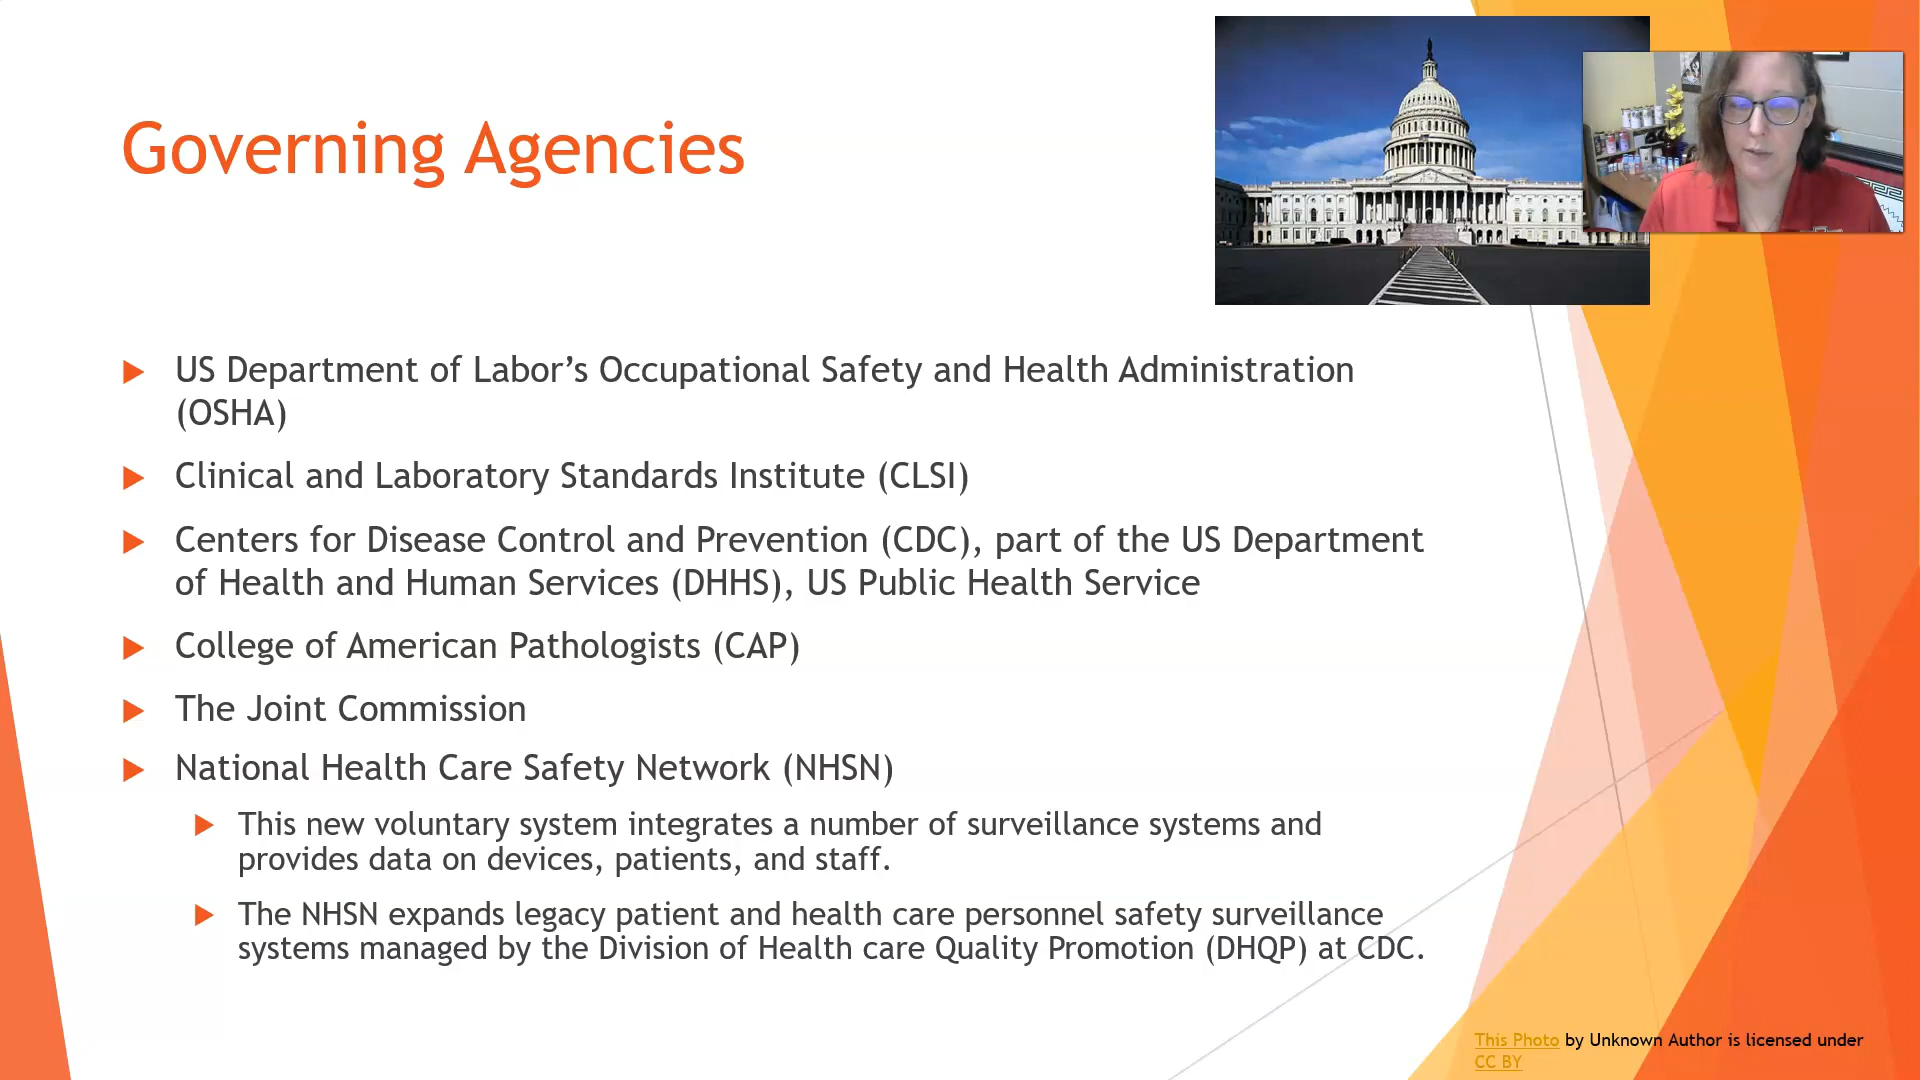 Governing Agencies
US Department of Labor’s Occupational Safety and Health Administration
(OSHA)
Clinical and Laboratory Standards Institute (CLSI)
Centers for Disease Control and Prevention (CDC), part of the US Department
of Health and Human Services (DHHS), US Public Health Service
College of American Pathologists (CAP)
The Joint Commission
National Health Care Safety Network (NHSN)
This new voluntary system integrates a number of surveillance systems and
provides data on devices, patients, and staff.
The NHSN expands legacy patient and health care personnel safety surveillance
systems managed by the Division of Health care Quality Promotion (DHQP) at CDC.
This Photo by Unknown Author is licensed under
CC BY